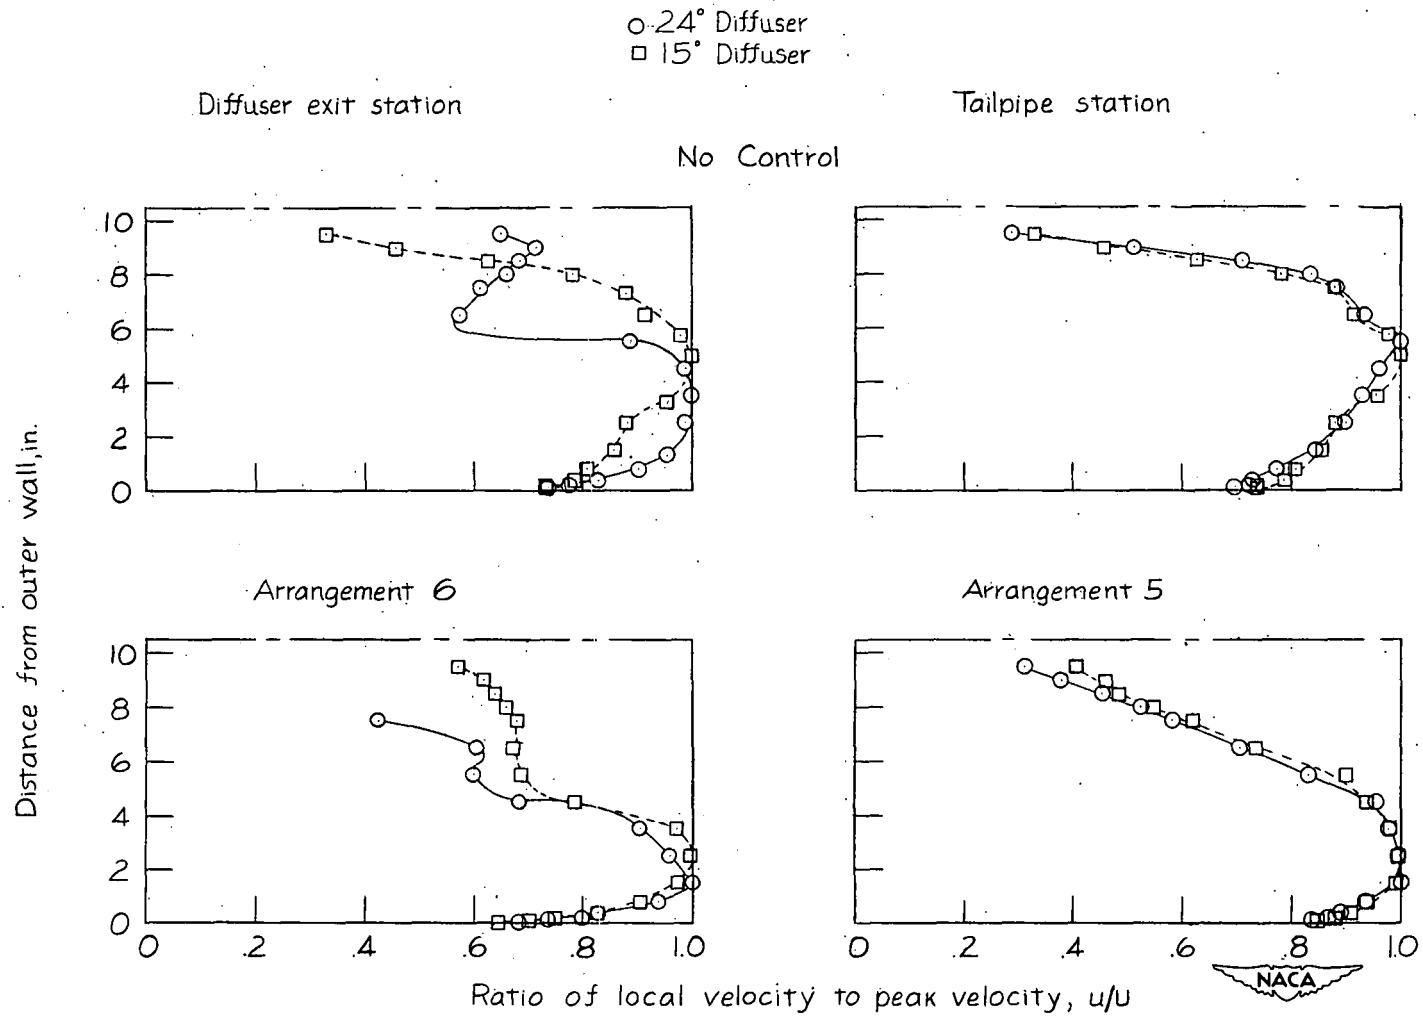 24° Diffuser
15° Diffuser
Diffuser exit station
Tailpipe station
No Control
10
8
6
4
2
0
Distance from outer wall, in.
Arrangement 6
Arrangement 5
10
8
6
4
2
0
0 .2 .4 .6 .8 1.0
0 .2 .4 .6 .8 1.0
Ratio of local velocity to peak velocity, u/U
NACA